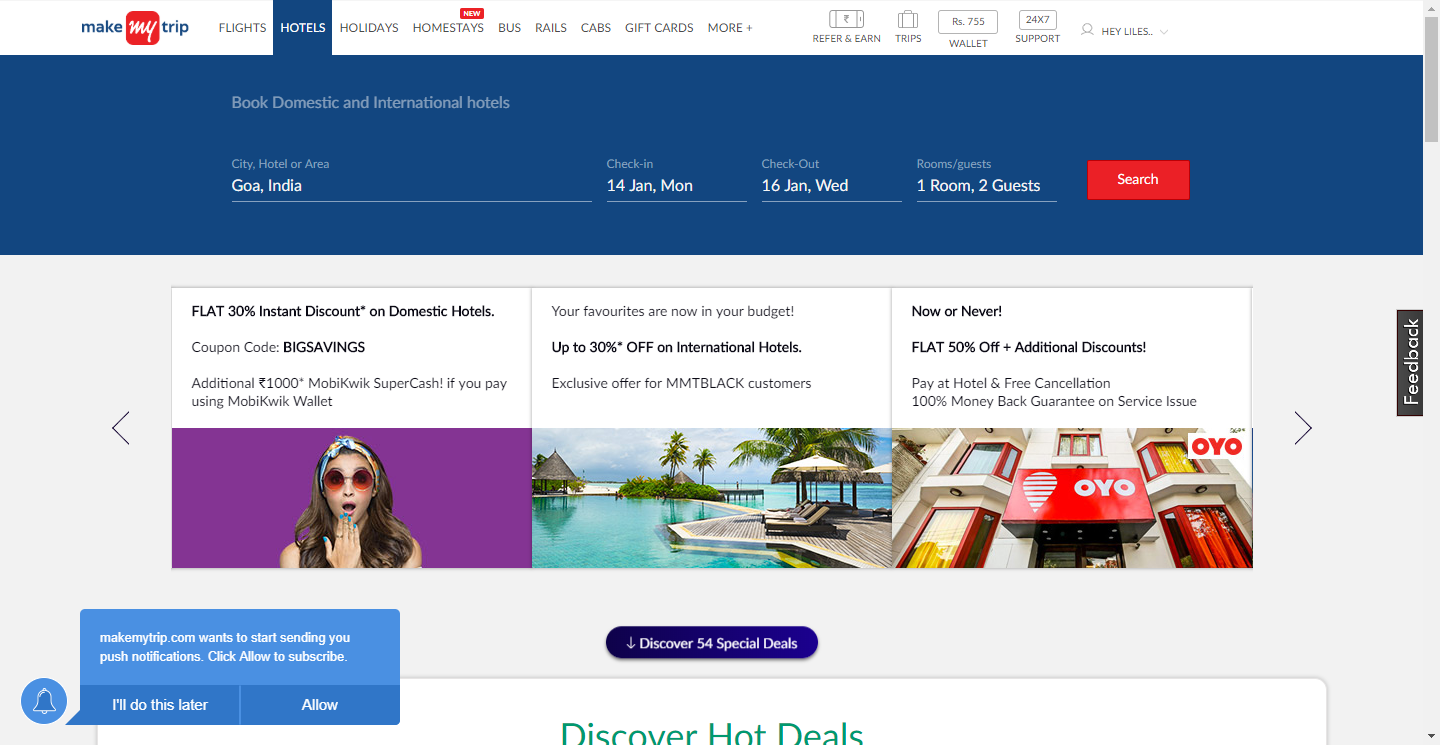 make my trip
FLIGHTS
HOTELS
HOLIDAYS
NEW
HOMESTAYS
BUS
RAILS
CABS
GIFT CARDS
MORE +
₹
REFER & EARN
TRIPS
Rs. 755
WALLET
24X7
SUPPORT
HEY LILES..
Book Domestic and International hotels
City, Hotel or Area
Goa, India
Check-in
14 Jan, Mon
Check-Out
16 Jan, Wed
Rooms/guests
1 Room, 2 Guests
Search
FLAT 30% Instant Discount* on Domestic Hotels.
Coupon Code: BIGSAVINGS
Additional ₹1000* MobiKwik SuperCash! if you pay
using MobiKwik Wallet
Your favourites are now in your budget!
Up to 30%* OFF on International Hotels.
Exclusive offer for MMTBLACK customers
Now or Never!
FLAT 50% Off + Additional Discounts!
Pay at Hotel & Free Cancellation
100% Money Back Guarantee on Service Issue
OYO
OYO
Feedback
makemytrip.com wants to start sending you
push notifications. Click Allow to subscribe.
I'll do this later
Allow
↓ Discover 54 Special Deals
Discover Hot Deals